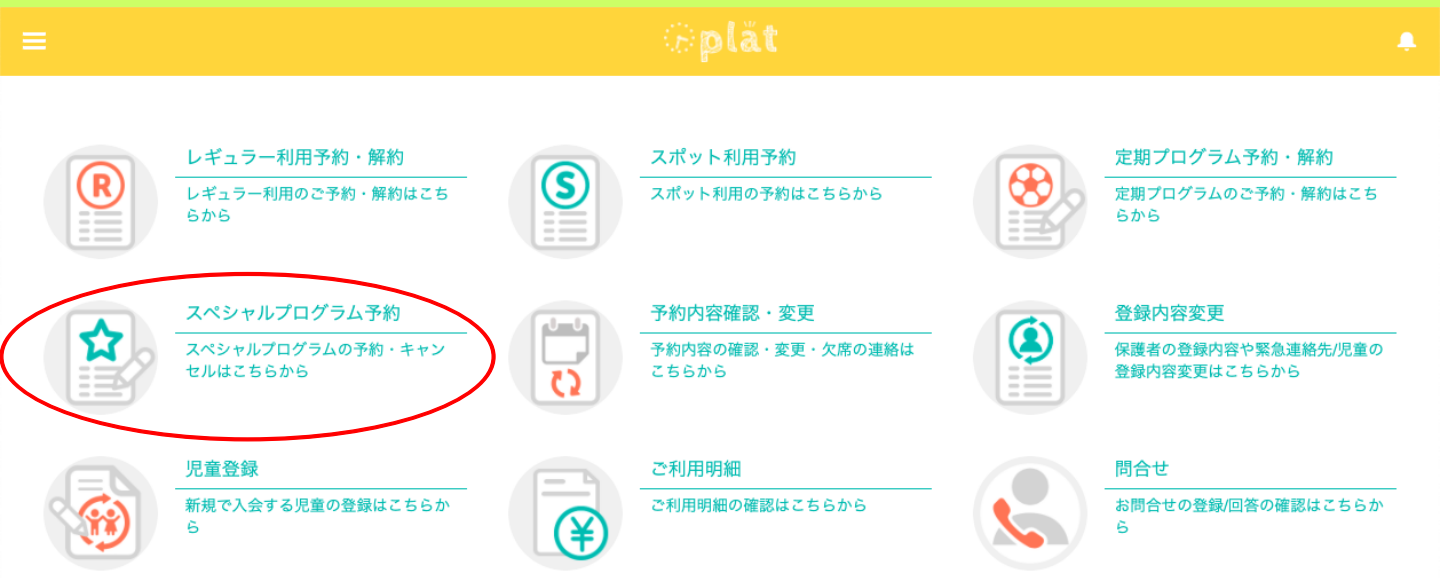 plat
レギュラー利用予約・解約
レギュラー利用のご予約・解約はこち
らから
スポット利用予約
スポット利用の予約はこちらから
定期プログラム予約・解約
定期プログラムのご予約・解約はこち
らから
スペシャルプログラム予約
スペシャルプログラムの予約・キャン
セルはこちらから
予約内容確認・変更
予約内容の確認・変更・欠席の連絡は
こちらから
登録内容変更
保護者の登録内容や緊急連絡先/児童の
登録内容変更はこちらから
児童登録
新規で入会する児童の登録はこちらか
ら
ご利用明細
ご利用明細の確認はこちらから
問合せ
お問合せの登録/回答の確認はこちらか
ら
R
S
¥